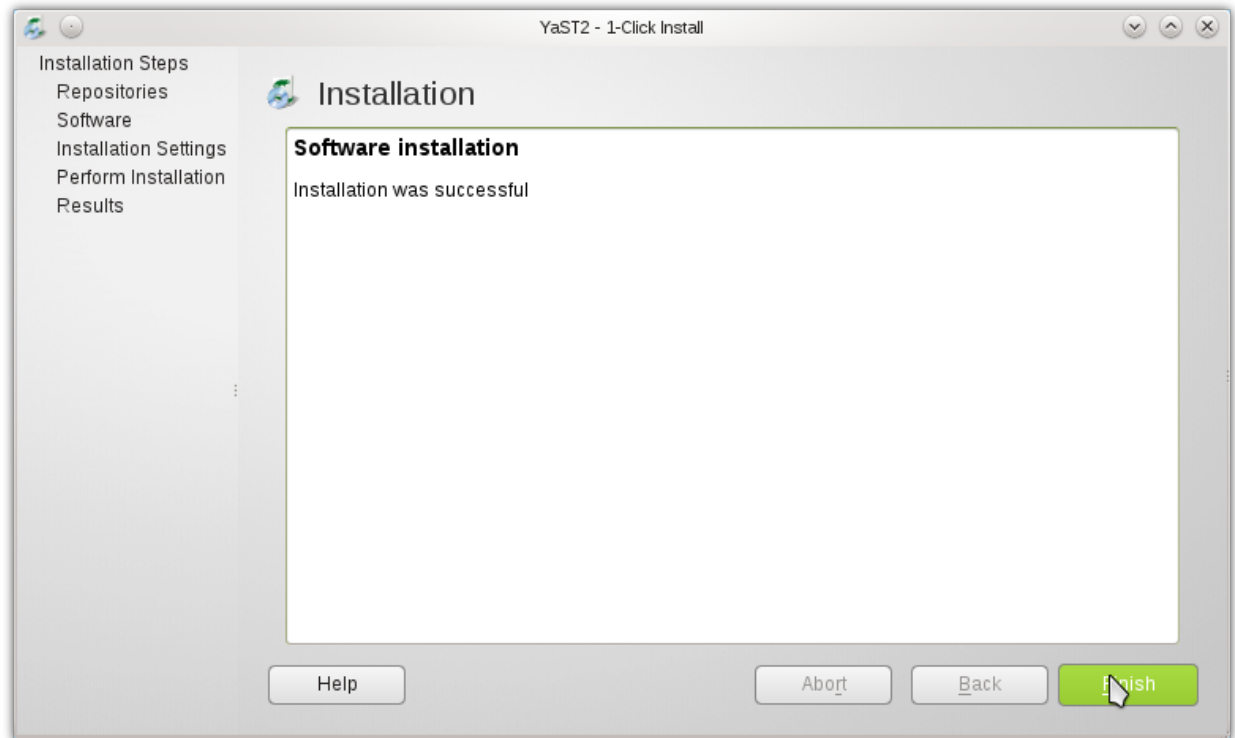 YaST2 - 1-Click Install
Installation Steps
Repositories
Software
Installation Settings
Perform Installation
Results
Installation
Software installation
Installation was successful
Help
Abort
Back
Finish